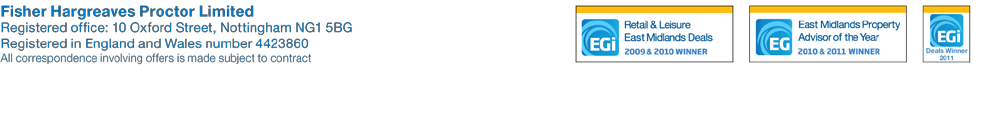 Fisher Hargreaves Proctor Limited
Registered office: 10 Oxford Street, Nottingham NG1 5BG
Registered in England and Wales number 4423860
All correspondence involving offers is made subject to contract
EGi
Retail & Leisure
East Midlands Deals
2009 & 2010 WINNER
EG
East Midlands Property
Advisor of the Year
2010 & 2011 WINNER
EGi
Deals Winner
2011